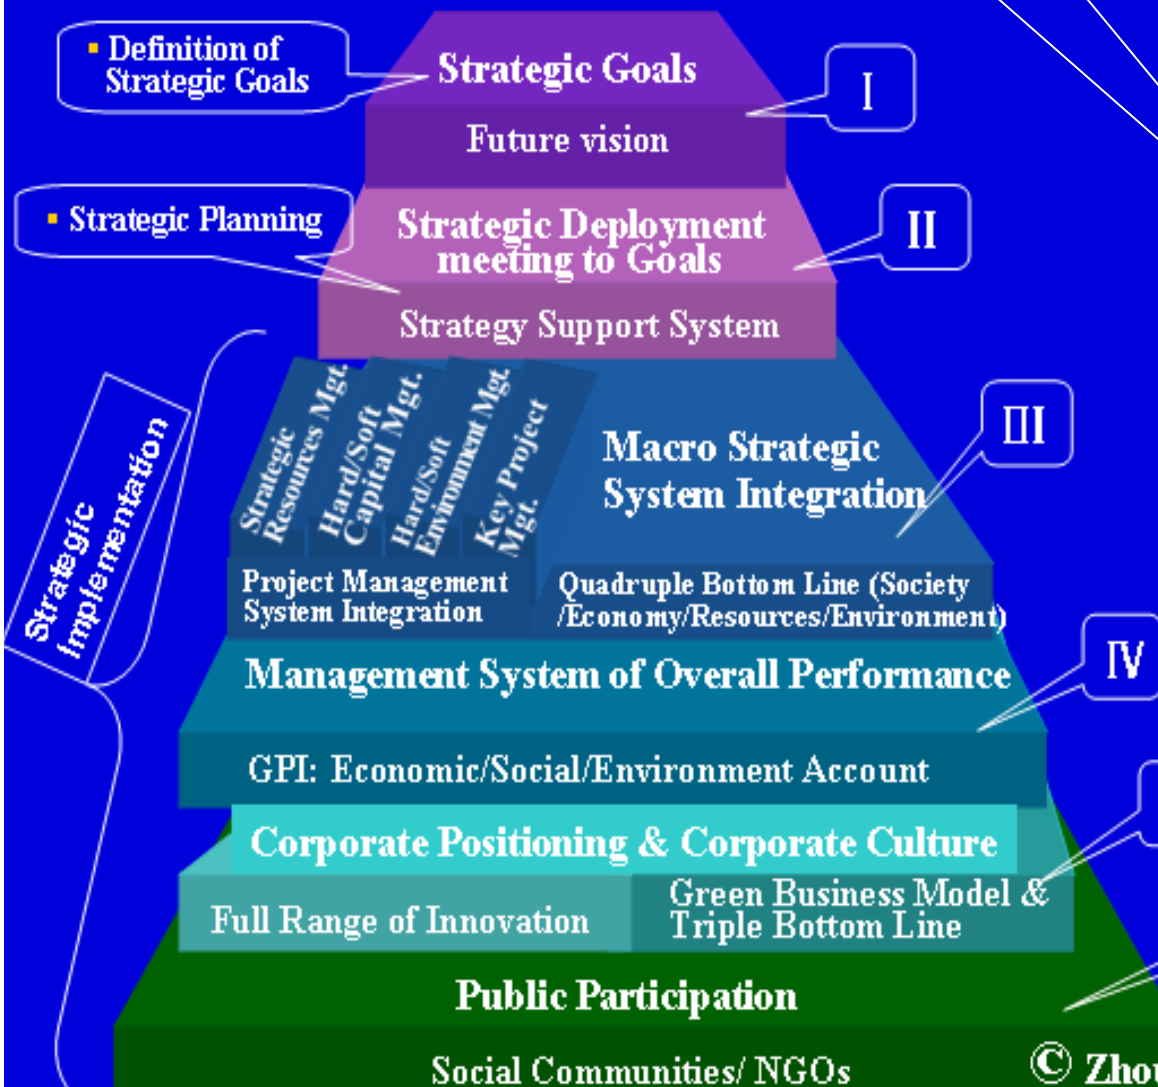 ▪ Definition of
Strategic Goals
Strategic Goals
I
Future vision
▪ Strategic Planning
Strategic Deployment
meeting to Goals
II
Strategy Support System
Strategic Implementation
Strategic
Resources Mgt.
Hard/Soft
Capital Mgt.
Hard/Soft
Environment Mgt.
Key Project
Mgt.
Macro Strategic
System Integration
III
Project Management
System Integration
Quadruple Bottom Line (Society
/Economy/Resources/Environment)
Management System of Overall Performance
IV
GPI: Economic/Social/Environment Account
Corporate Positioning & Corporate Culture
Full Range of Innovation
Green Business Model &
Triple Bottom Line
Public Participation
Social Communities/ NGOs
©